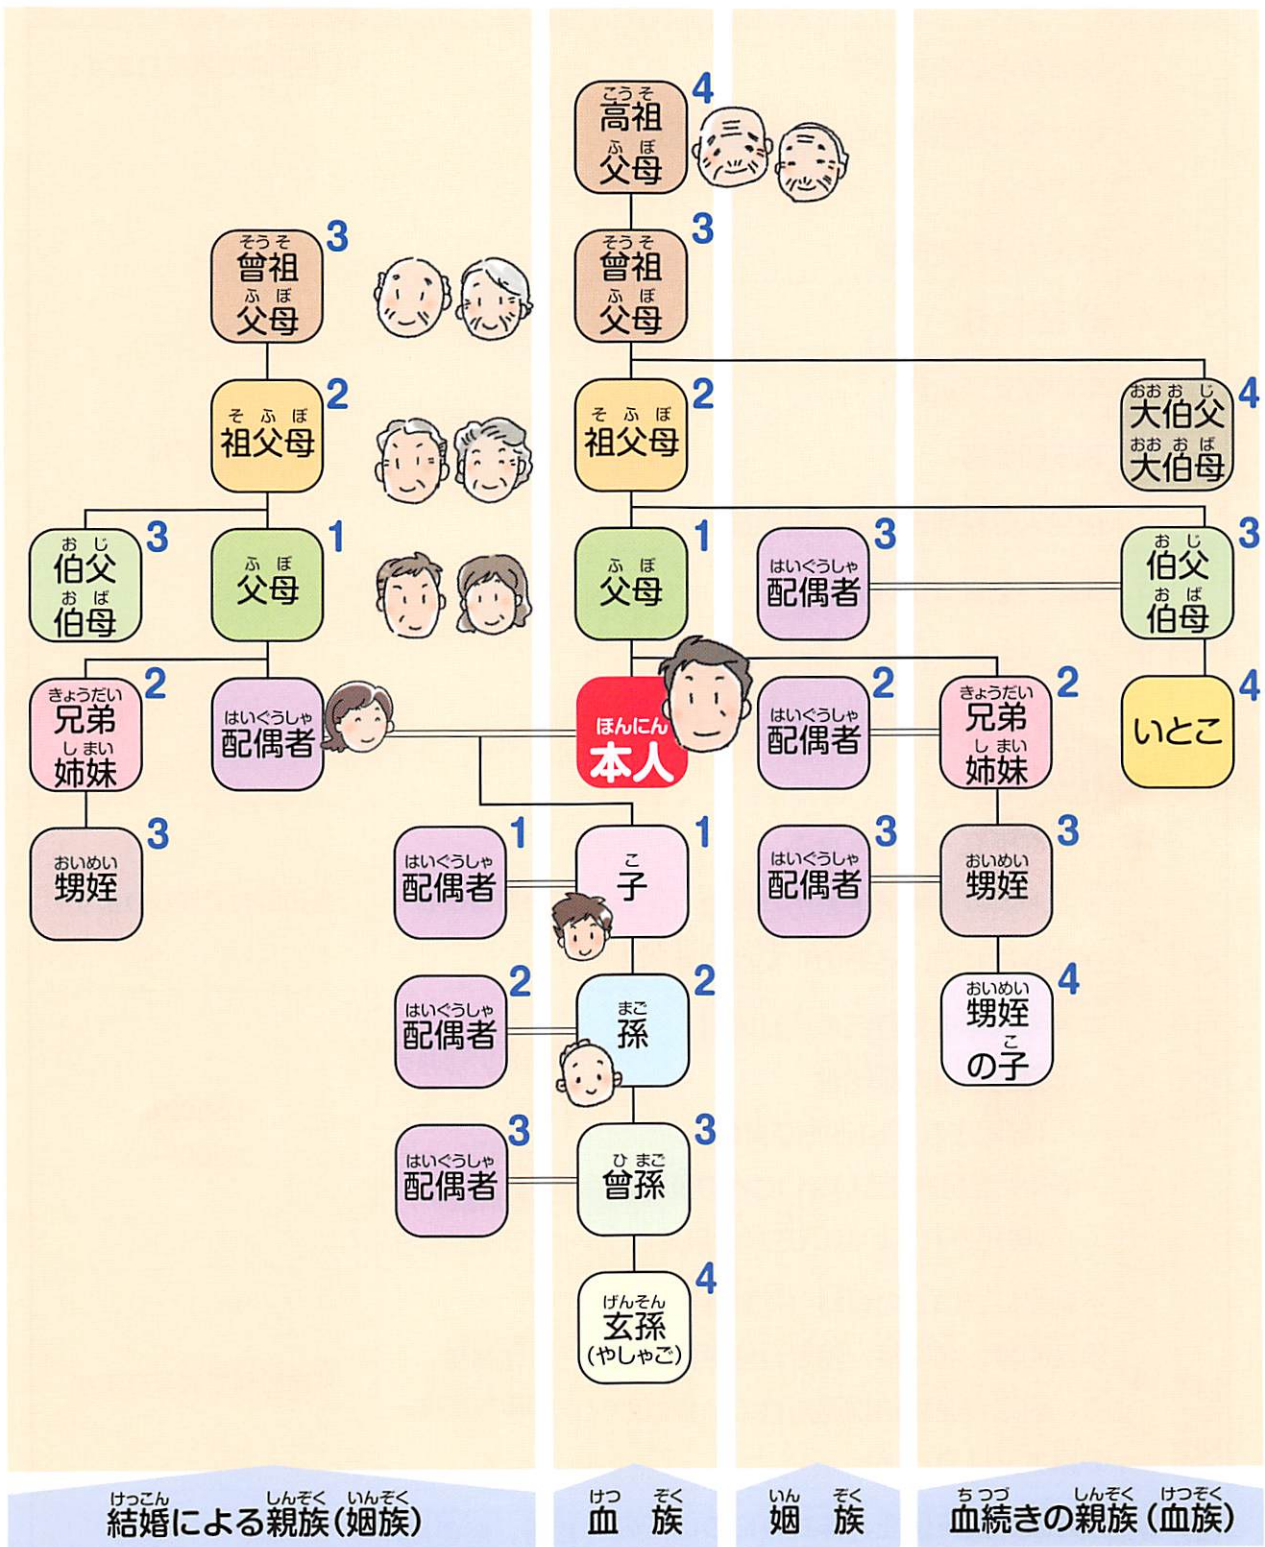 こうそ
高祖
ふぼ
父母
4
そうそ
曾祖
ふぼ
父母
3
そうそ
曾祖
ふぼ
父母
3
そふぼ
祖父母
2
そふぼ
祖父母
2
おおおじ
大伯父
おおおば
大伯母
4
おじ
伯父
おば
伯母
3
ふぼ
父母
1
ふぼ
父母
1
はいぐうしゃ
配偶者
3
おじ
伯父
おば
伯母
3
きょうだい
兄弟
しまい
姉妹
2
はいぐうしゃ
配偶者
ほんにん
本人
はいぐうしゃ
配偶者
2
きょうだい
兄弟
しまい
姉妹
2
いとこ
4
おいめい
甥姪
3
はいぐうしゃ
配偶者
1
こ
子
1
はいぐうしゃ
配偶者
3
おいめい
甥姪
3
はいぐうしゃ
配偶者
2
まご
孫
2
おいめい
甥姪
こ
の子
4
はいぐうしゃ
配偶者
3
ひまご
曾孫
3
げんそん
玄孫
(やしゃご)
4
けっこん しんぞく いんぞく
結婚による親族(姻族)
けつ ぞく
血 族
いん ぞく
姻 族
ちつづ しんぞく けつぞく
血続きの親族(血族)